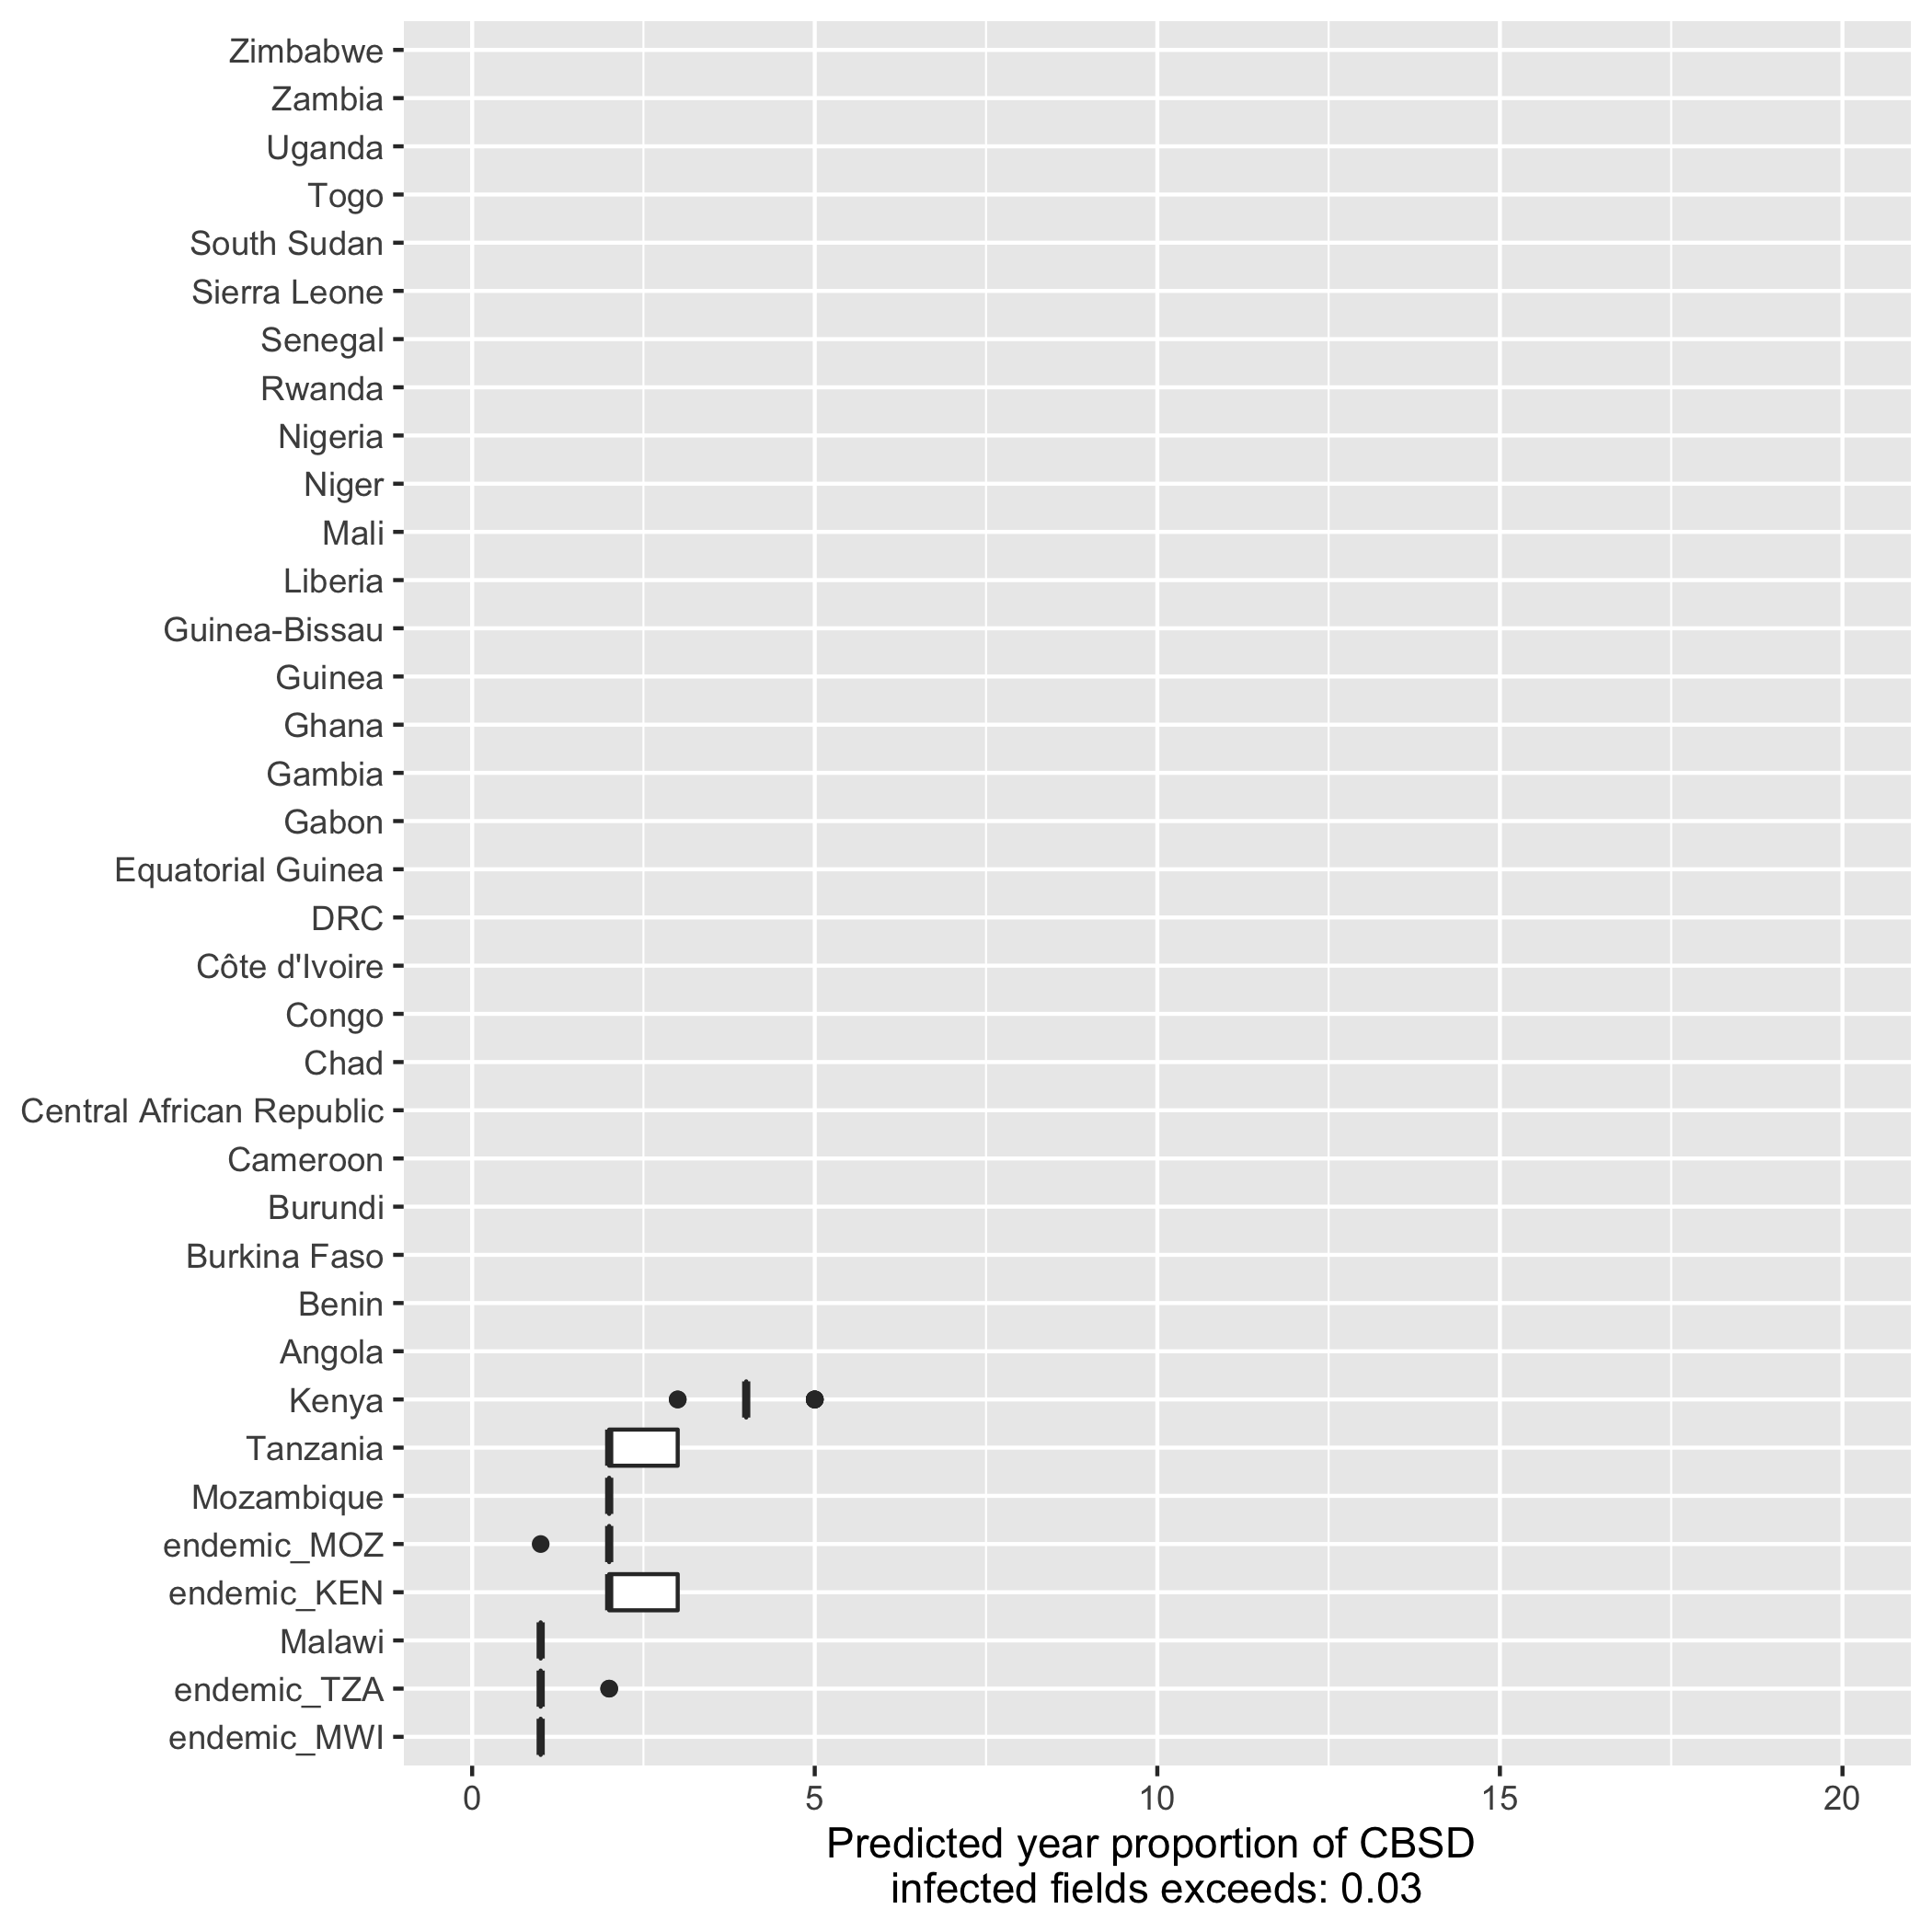 Zimbabwe
Zambia
Uganda
Togo
South Sudan
Sierra Leone
Senegal
Rwanda
Nigeria
Niger
Mali
Liberia
Guinea-Bissau
Guinea
Ghana
Gambia
Gabon
Equatorial Guinea
DRC
Côte d'Ivoire
Congo
Chad
Central African Republic
Cameroon
Burundi
Burkina Faso
Benin
Angola
Kenya
Tanzania
Mozambique
endemic_MOZ
endemic_KEN
Malawi
endemic_TZA
endemic_MWI
0 5 10 15 20
Predicted year proportion of CBSD
infected fields exceeds: 0.03